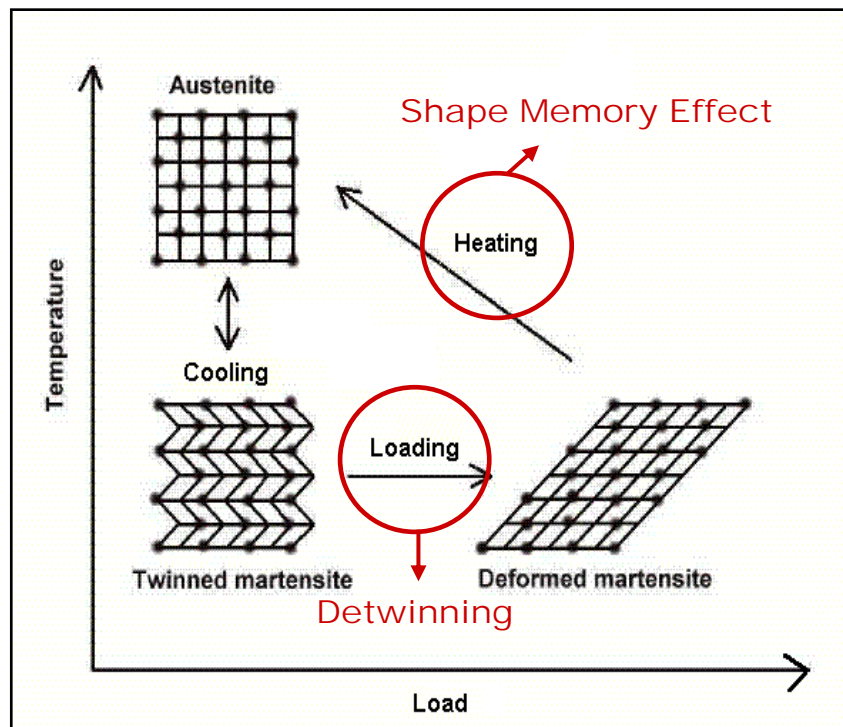 Austenite
Shape Memory Effect
Heating
Temperature
Cooling
Loading
Twinned martensite
Deformed martensite
Detwinning
Load